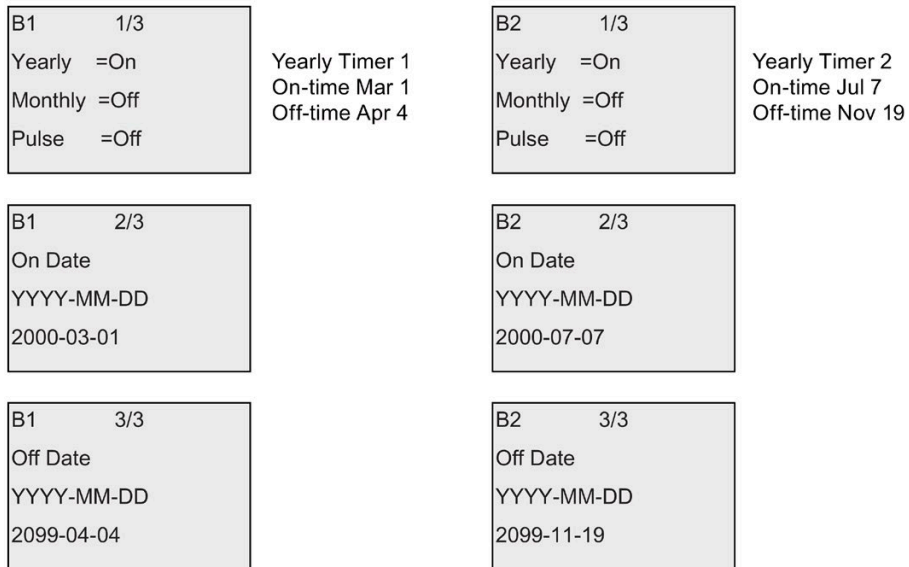 B1 1/3
Yearly =On
Monthly =Off
Pulse =Off
Yearly Timer 1
On-time Mar 1
Off-time Apr 4
B2 1/3
Yearly =On
Monthly =Off
Pulse =Off
Yearly Timer 2
On-time Jul 7
Off-time Nov 19
B1 2/3
On Date
YYYY-MM-DD
2000-03-01
B2 2/3
On Date
YYYY-MM-DD
2000-07-07
B1 3/3
Off Date
YYYY-MM-DD
2099-04-04
B2 3/3
Off Date
YYYY-MM-DD
2099-11-19